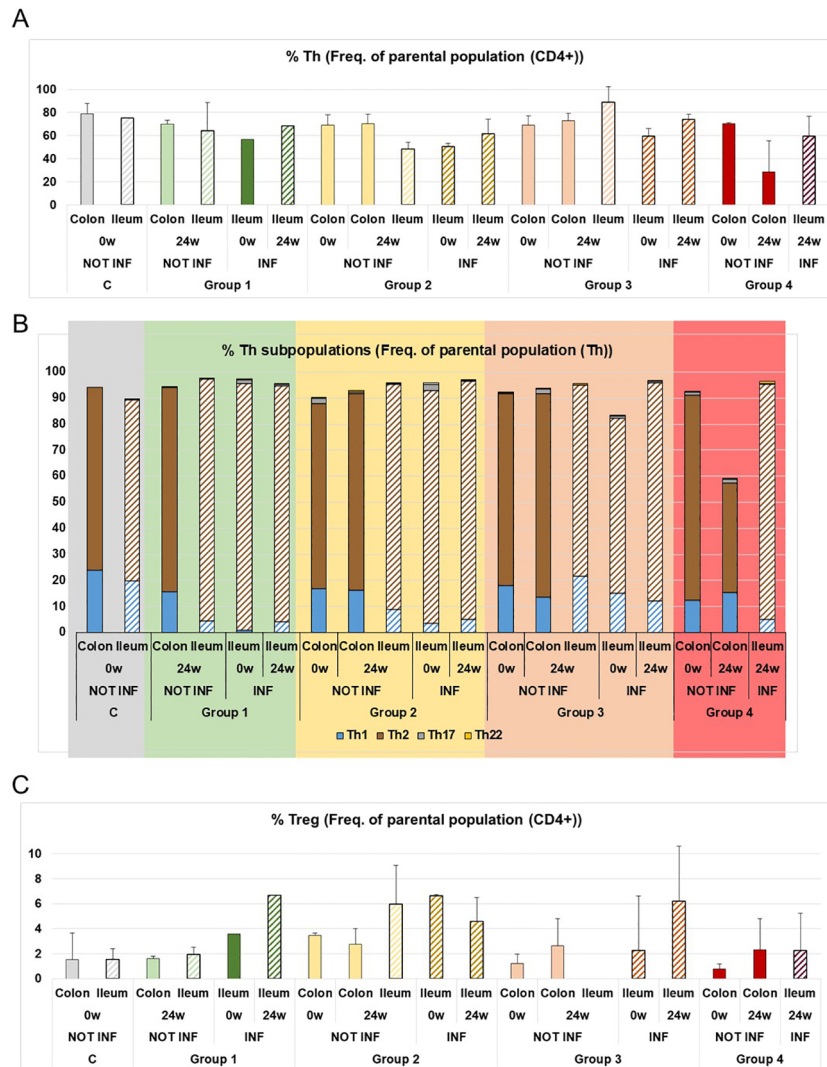 A
% Th (Freq. of parental population (CD4+))
100
80
60
40
20
0
Colon Ileum Colon Ileum Ileum Ileum Colon Colon Ileum Ileum Ileum Colon Colon Ileum Ileum Ileum Colon Colon Ileum
0w 24w 0w 24w 0w 24w 0w 24w 0w 24w 0w 24w 0w 24w 24w
NOT INF NOT INF INF NOT INF INF NOT INF INF NOT INF INF
C Group 1 Group 2 Group 3 Group 4
B
% Th subpopulations (Freq. of parental population (Th))
100
90
80
70
60
50
40
30
20
10
0
Colon Ileum Colon Ileum Ileum Ileum Colon Colon Ileum Ileum Ileum Colon Colon Ileum Ileum Ileum Colon Colon Ileum
0w 24w 0w 24w 0w 24w 0w 24w 0w 24w 0w 24w 0w 24w 24w
NOT INF NOT INF INF NOT INF INF NOT INF INF NOT INF INF
C Group 1 Group 2 Group 3 Group 4
Th1 Th2 Th17 Th22
C
% Treg (Freq. of parental population (CD4+))
10
8
6
4
2
0
Colon Ileum Colon Ileum Ileum Ileum Colon Colon Ileum Ileum Ileum Colon Colon Ileum Ileum Colon Colon Ileum
0w 24w 0w 24w 0w 24w 0w 24w 0w 24w 0w 24w 0w 24w 24w
NOT INF NOT INF INF NOT INF INF NOT INF INF NOT INF INF
C Group 1 Group 2 Group 3 Group 4